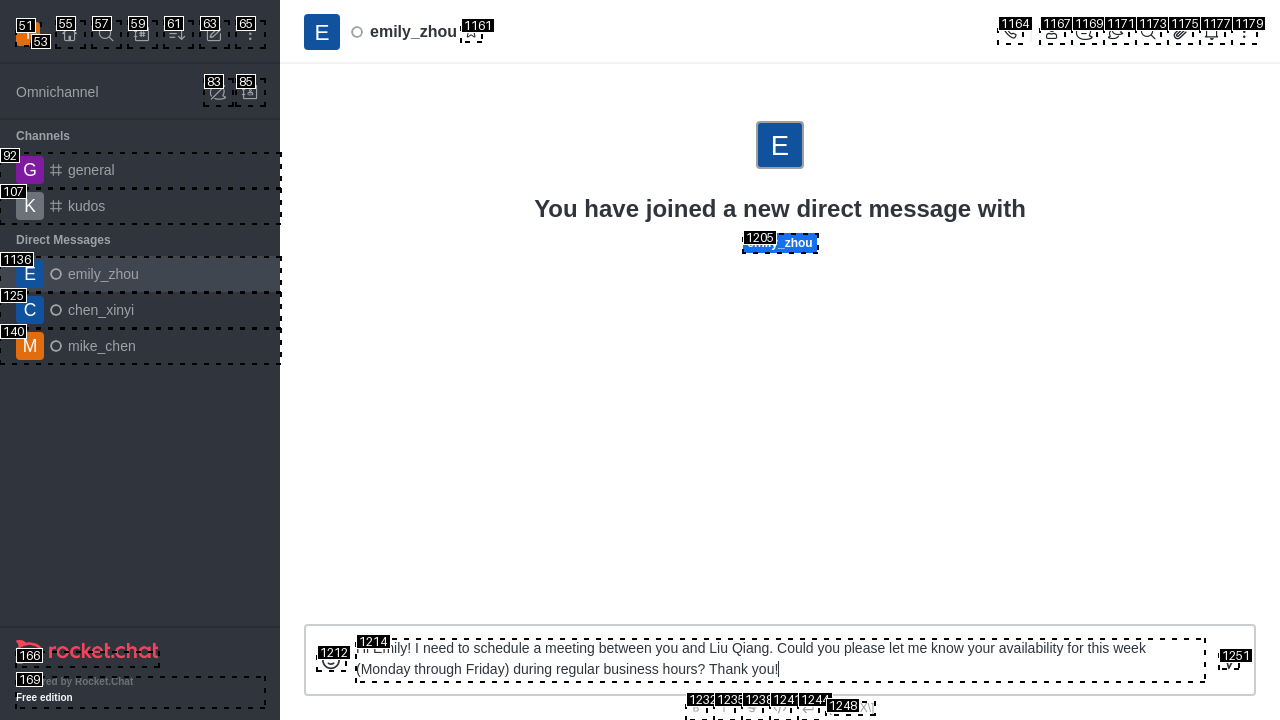 51
53
55
57
59
61
63
65
E
emily_zhou
1161
1164
1167
1169
1171
1173
1175
1177
1179
Omnichannel
83
85
Channels
92
G
general
107
K
kudos
Direct Messages
1136
E
emily_zhou
125
C
chen_xinyi
140
M
mike_chen
E
You have joined a new direct message with
1205
_zhou
1214
Emily! I need to schedule a meeting between you and Liu Qiang. Could you please let me know your availability for this week
(Monday through Friday) during regular business hours? Thank you!
1212
1251
1232
1235
1238
1241
1244
1248
166
rocket.chat
169
by Rocket.Chat
Free edition